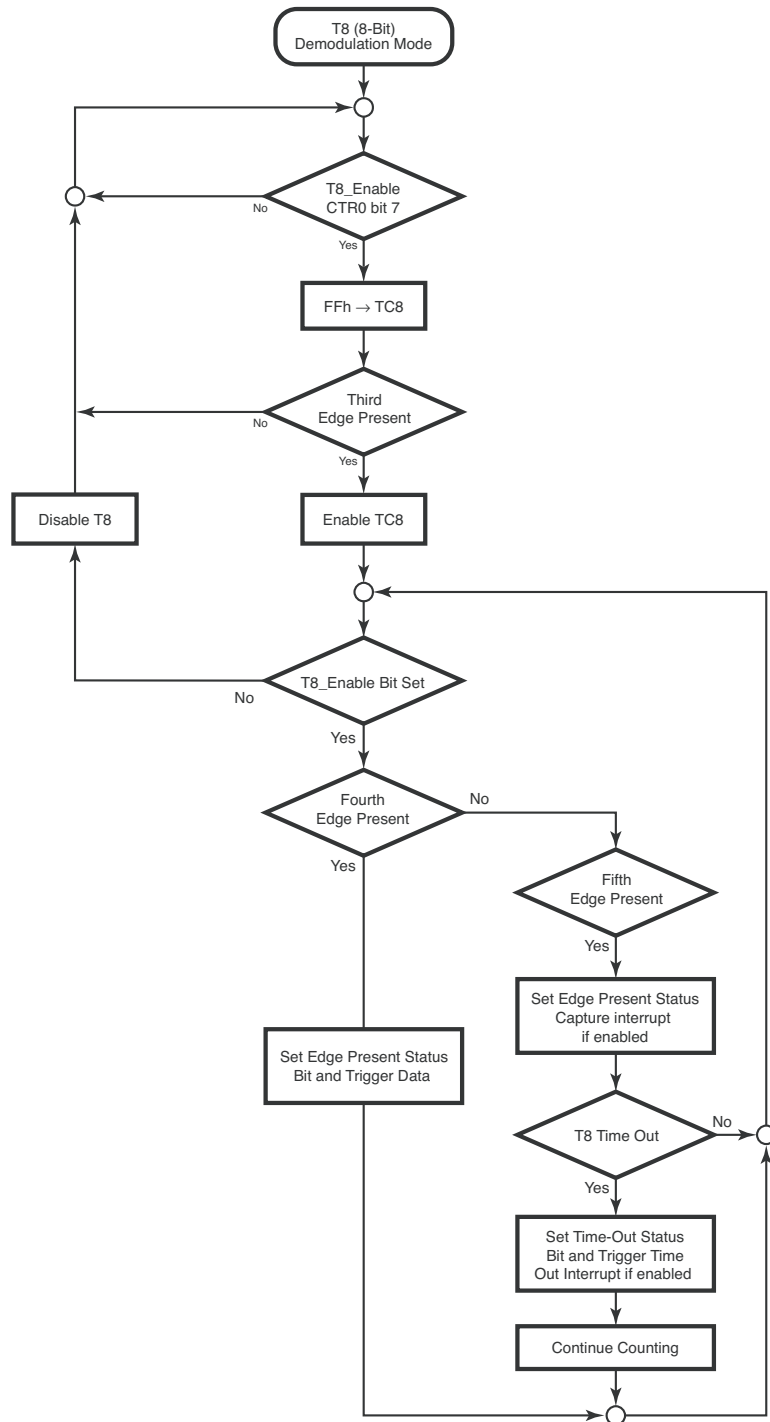 T8 (8-Bit)
Demodulation Mode
T8_Enable
CTR0 bit 7
No
Yes
FFh → TC8
Third
Edge Present
No
Yes
Disable T8
Enable TC8
T8_Enable Bit Set
No
Yes
Fourth
Edge Present
No
Yes
Fifth
Edge Present
Yes
Set Edge Present Status
Capture interrupt
if enabled
Set Edge Present Status
Bit and Trigger Data
T8 Time Out
No
Yes
Set Time-Out Status
Bit and Trigger Time
Out Interrupt if enabled
Continue Counting